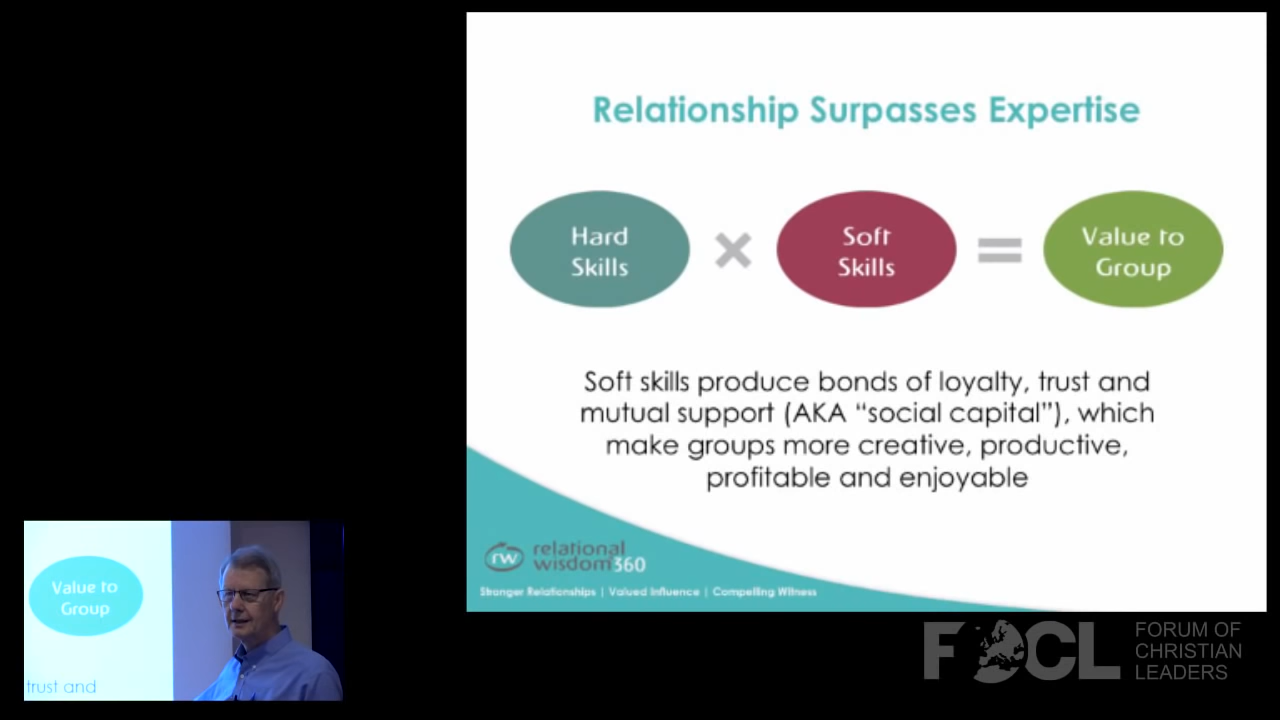 Relationship Surpasses Expertise
Hard
Skills
×
Soft
Skills
=
Value to
Group
Soft skills produce bonds of loyalty, trust and
mutual support (AKA “social capital”), which
make groups more creative, productive,
profitable and enjoyable
rw
relational
wisdom360
Stronger Relationships | Valued Influence | Compelling Witness
Value to
Group
trust and
FOCL
FORUM OF
CHRISTIAN
LEADERS